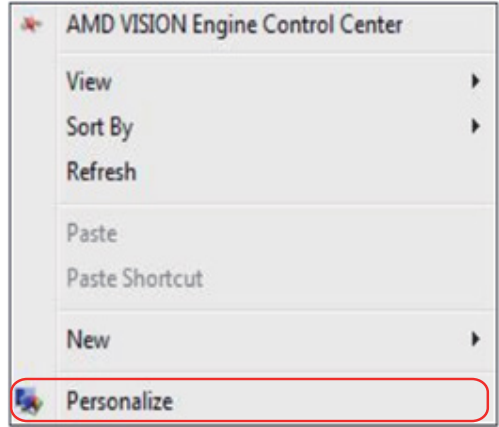 AMD VISION Engine Control Center
View
Sort By
Refresh
Paste
Paste Shortcut
New
Personalize